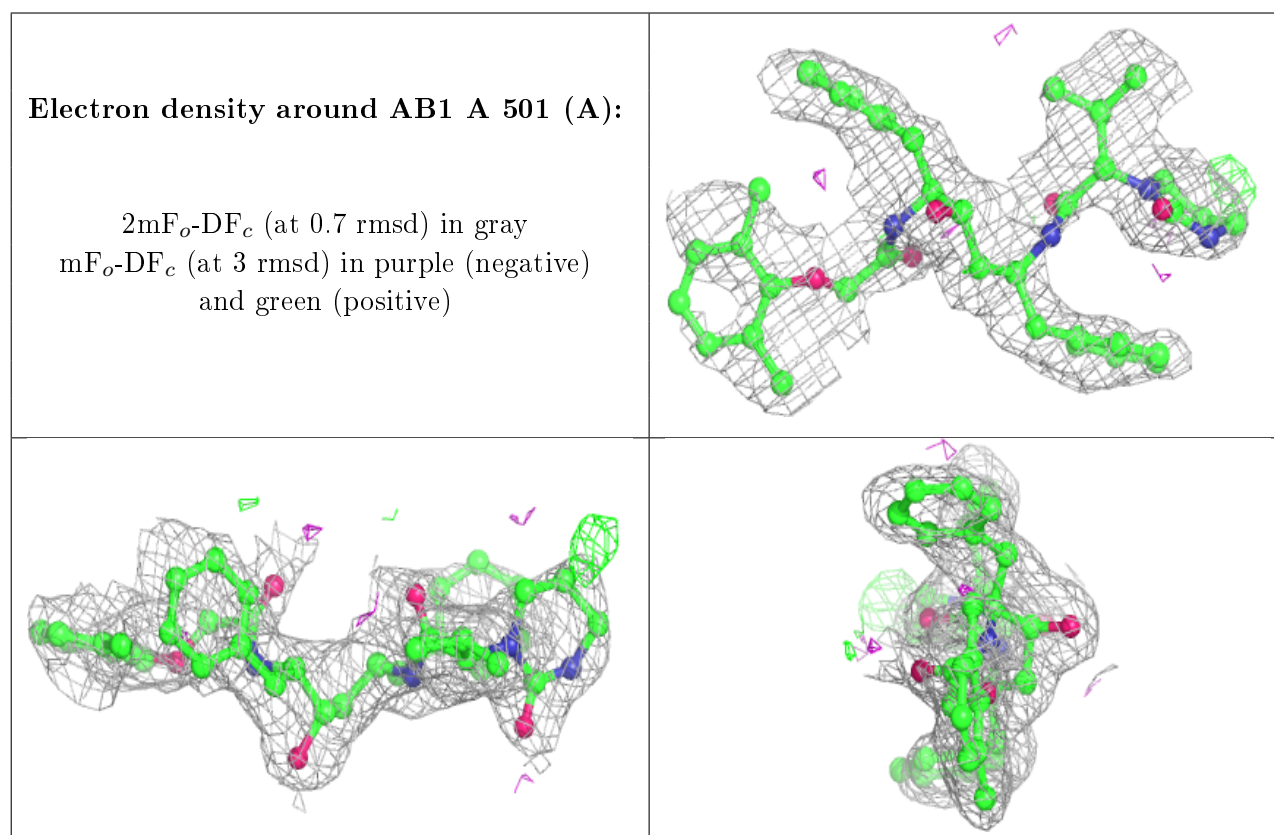 Electron density around AB1 A 501 (A):
2mFₒ-DF𝒸 (at 0.7 rmsd) in gray
mFₒ-DF𝒸 (at 3 rmsd) in purple (negative)
and green (positive)